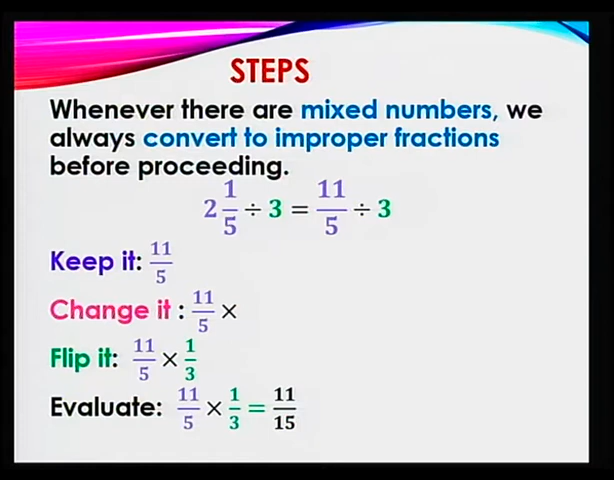 STEPS
Whenever there are mixed numbers, we
always convert to improper fractions
before proceeding.
2 1/5 ÷ 3 = 11/5 ÷ 3
Keep it: 11/5
Change it : 11/5 ×
Flip it: 11/5 × 1/3
Evaluate: 11/5 × 1/3 = 11/15